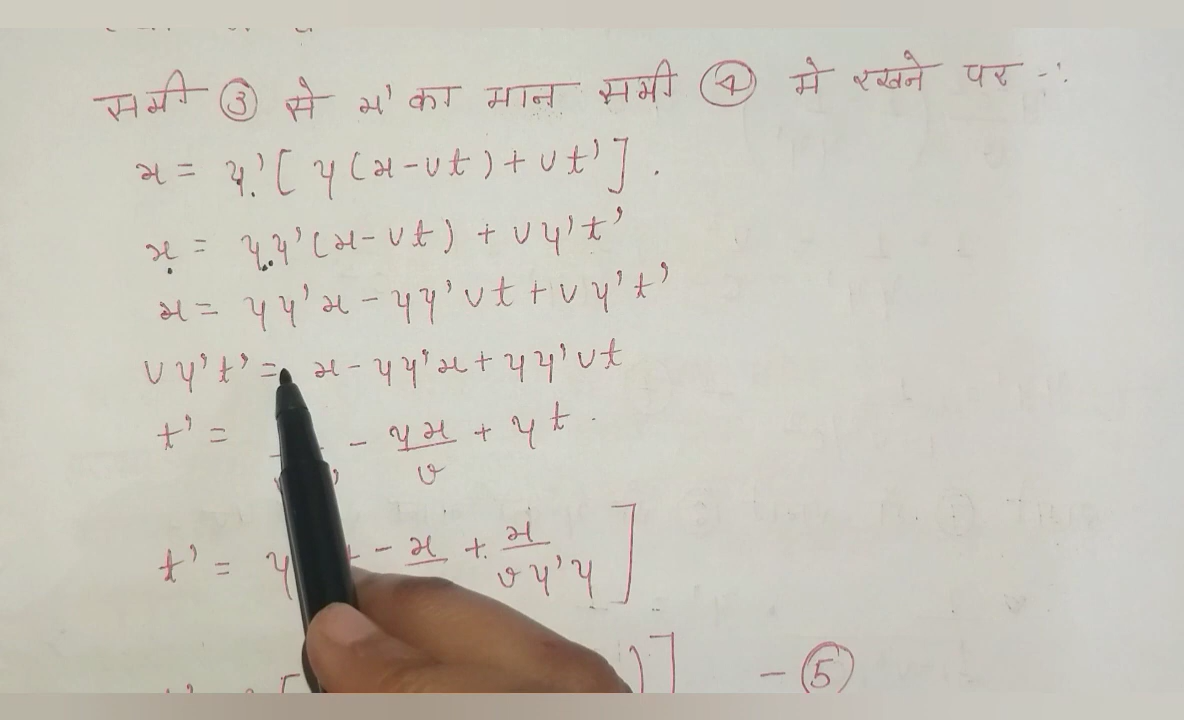 समी ③ से x' का मान समी ④ मे रखने पर -:
x = γ' [ γ (x - vt) + vt' ] .
x = γγ' (x - vt) + vγ't'
x = γγ'x - γγ'vt + vγ't'
vγ't' = x - γγ'x + γγ'vt
t' = - γx/v + γt .
t' = γ - x + x/vγ'γ ]
)] - ⑤